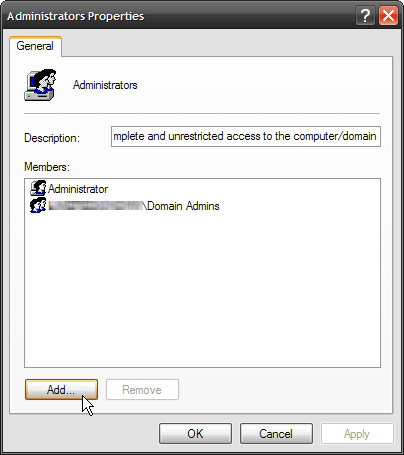 Administrators Properties
?
General
Administrators
Description:
mplete and unrestricted access to the computer/domain
Members:
Administrator
\Domain Admins
Add...
Remove
OK
Cancel
Apply